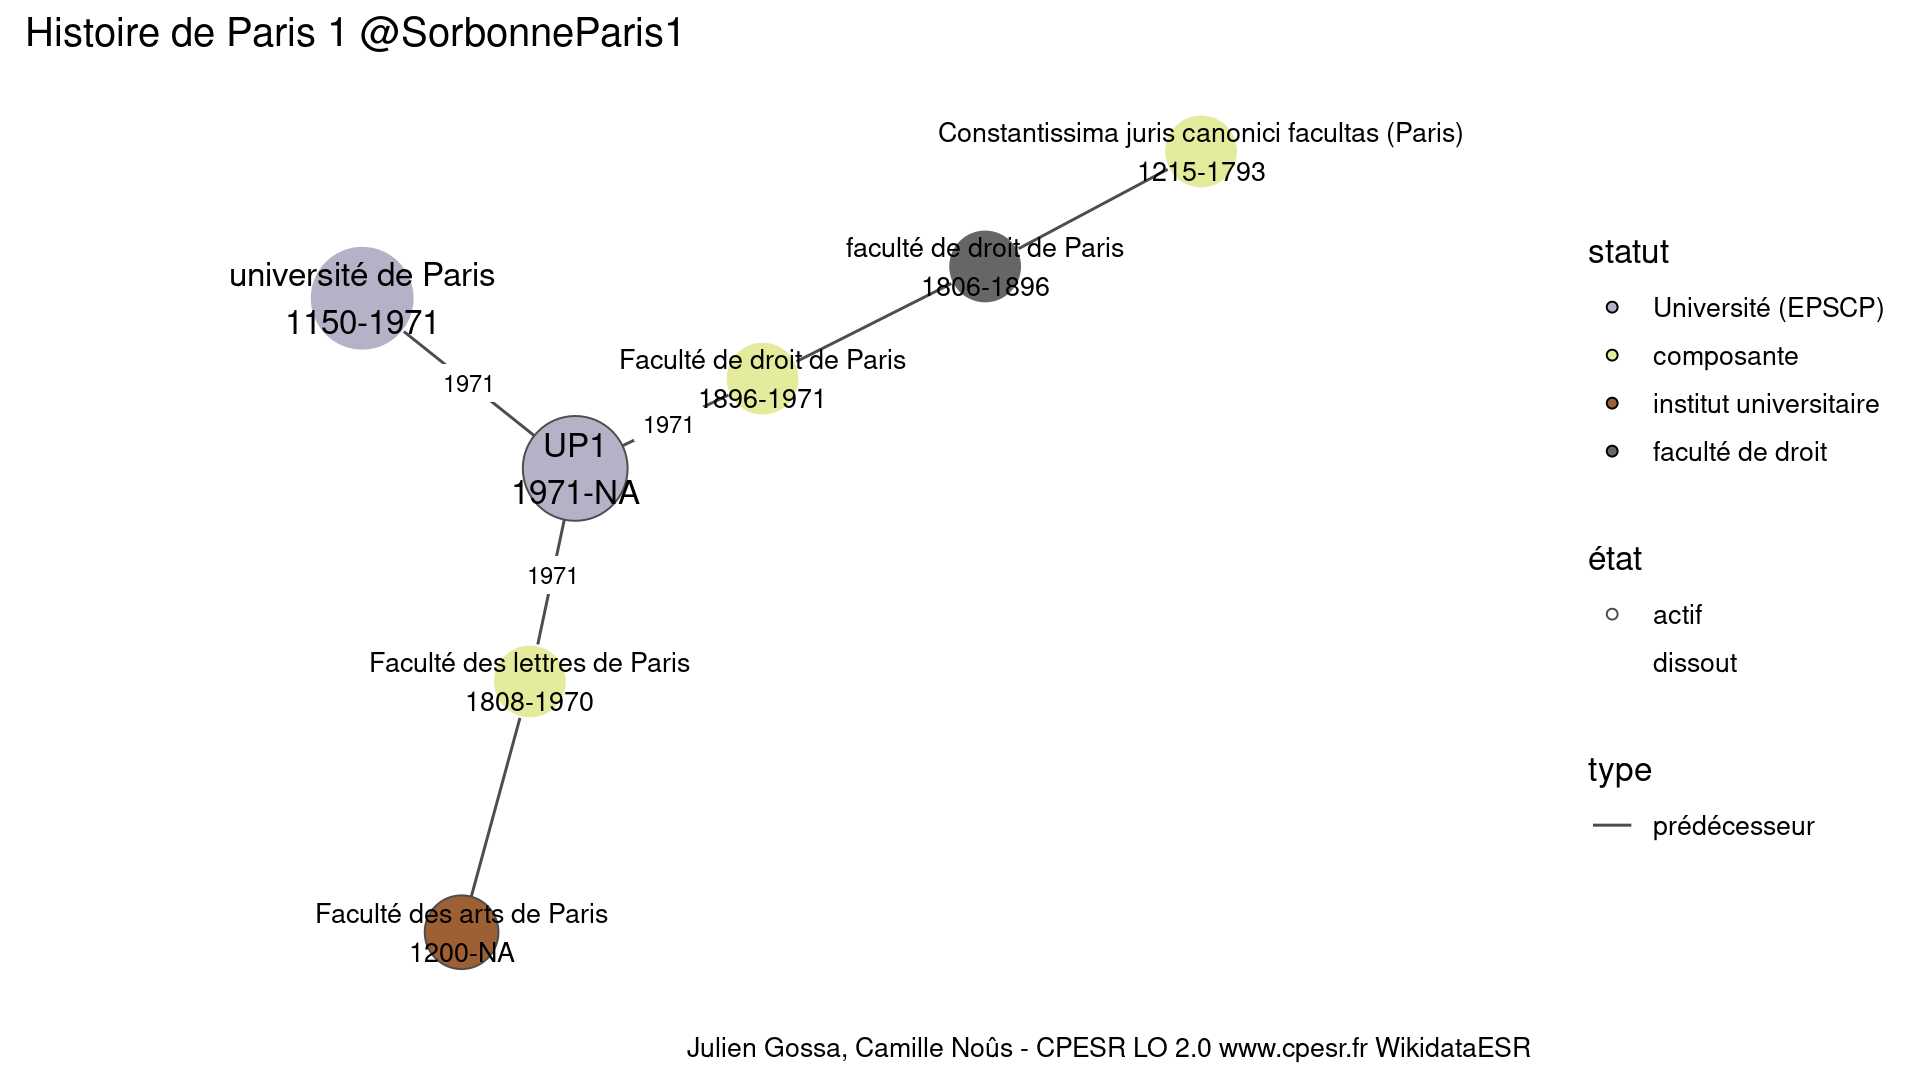 Histoire de Paris 1 @SorbonneParis1
Constantissima juris canonici facultas (Paris)
1215-1793
faculté de droit de Paris
1806-1896
université de Paris
1150-1971
Faculté de droit de Paris
1896-1971
1971
1971
UP1
1971-NA
1971
Faculté des lettres de Paris
1808-1970
Faculté des arts de Paris
1200-NA
statut
Université (EPSCP)
composante
institut universitaire
faculté de droit
état
actif
dissout
type
prédécesseur
Julien Gossa, Camille Noûs - CPESR LO 2.0 www.cpesr.fr WikidataESR